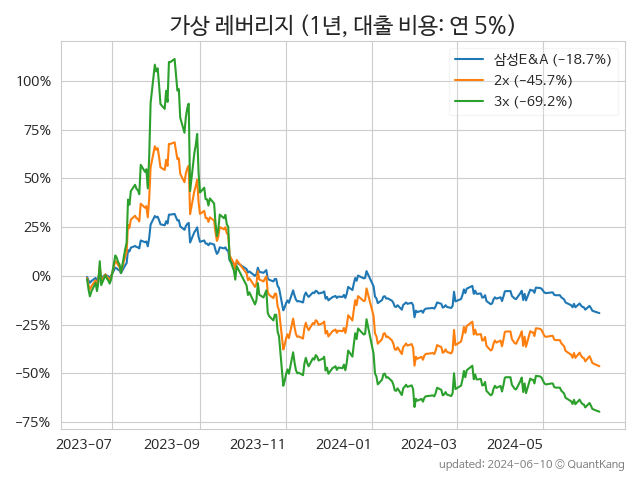 가상 레버리지 (1년, 대출 비용: 연 5%)
삼성E&A (−18.7%)
2x (−45.7%)
3x (−69.2%)
100%
75%
50%
25%
0%
−25%
−50%
−75%
2023-07 2023-09 2023-11 2024-01 2024-03 2024-05
updated: 2024-06-10 © QuantKang